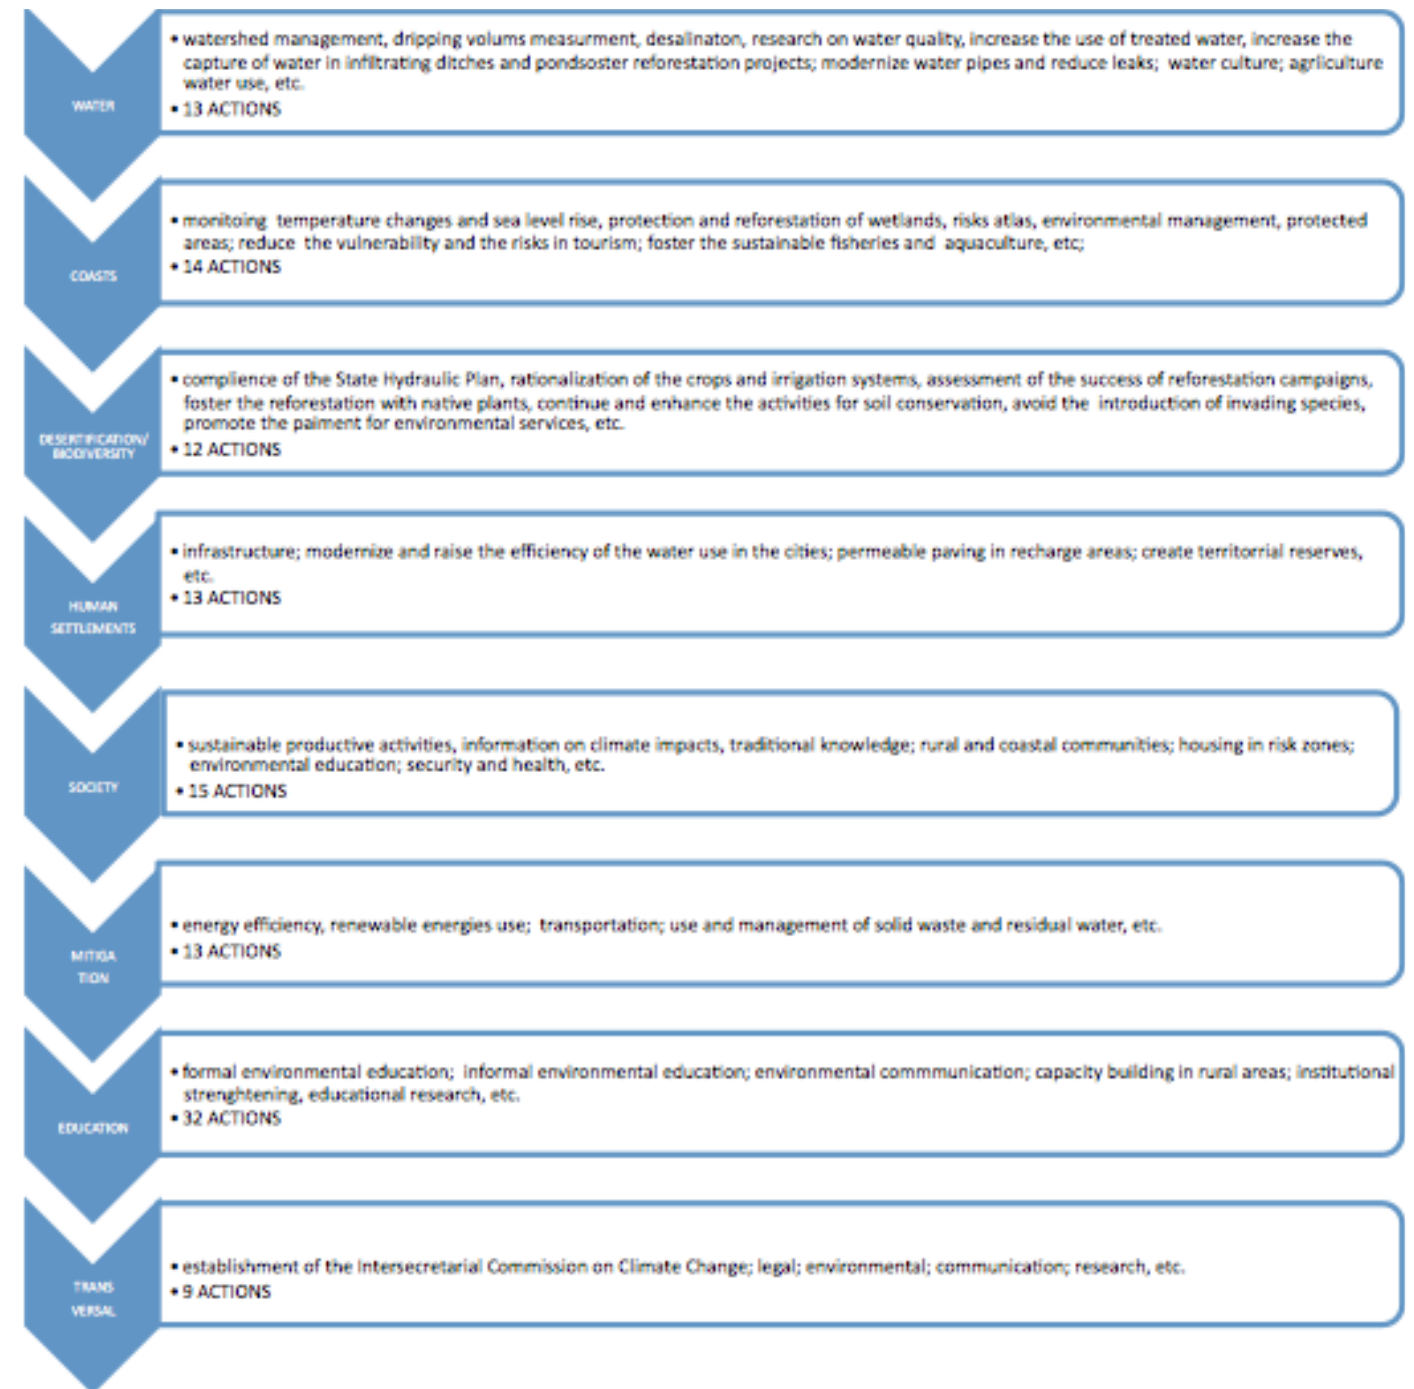 WATER
• watershed management, dripping volums measurment, desalinaton, research on water quality, increase the use of treated water, increase the
capture of water in infiltrating ditches and pondsoster reforestation projects; modernize water pipes and reduce leaks; water culture; agriiculture
water use, etc.
• 13 ACTIONS
COASTS
• monitoing temperature changes and sea level rise, protection and reforestation of wetlands, risks atlas, environmental management, protected
areas; reduce the vulnerability and the risks in tourism; foster the sustainable fisheries and aquaculture, etc;
• 14 ACTIONS
DESERTIFICATION/
BIODIVERSITY
• complience of the State Hydraulic Plan, rationalization of the crops and irrigation systems, assessment of the success of reforestation campaigns,
foster the reforestation with native plants, continue and enhance the activities for soil conservation, avoid the introduction of invading species,
promote the paiment for environmental services, etc.
• 12 ACTIONS
HUMAN
SETTLEMENTS
• infrastructure; modernize and raise the efficiency of the water use in the cities; permeable paving in recharge areas; create territorrial reserves,
etc.
• 13 ACTIONS
SOCIETY
• sustainable productive activities, information on climate impacts, traditional knowledge; rural and coastal communities; housing in risk zones;
environmental education; security and health, etc.
• 15 ACTIONS
MITIGA
TION
• energy efficiency, renewable energies use; transportation; use and management of solid waste and residual water, etc.
• 13 ACTIONS
EDUCATION
• formal environmental education; informal environmental education; environmental commmunication; capacity building in rural areas; institutional
strenghtening, educational research, etc.
• 32 ACTIONS
TRANS
VERSAL
• establishment of the Intersecretarial Commission on Climate Change; legal; environmental; communication; research, etc.
• 9 ACTIONS